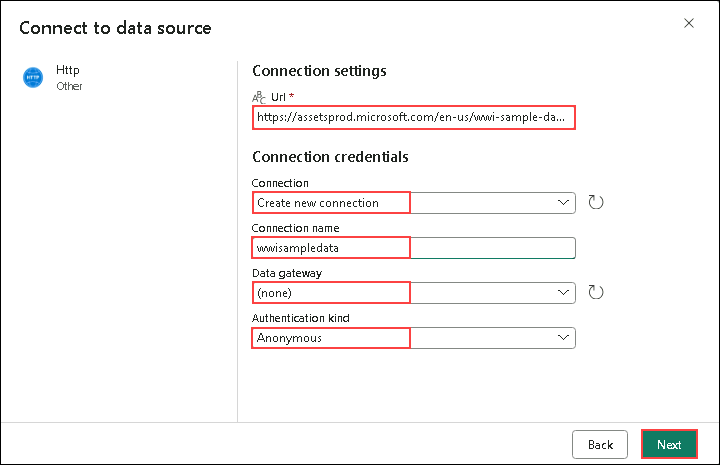 Connect to data source
Http
Other
HTTP
Connection settings
ABC Url *
https://assetsprod.microsoft.com/en-us/wwi-sample-da...
Connection credentials
Connection
Create new connection
Connection name
wwisampledata
Data gateway
(none)
Authentication kind
Anonymous
Back
Next